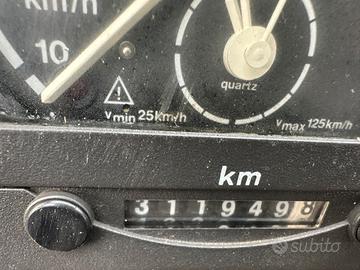 km/h
10
quartz
vmin 25km/h
vmax 125km/h
km
3119498
subito